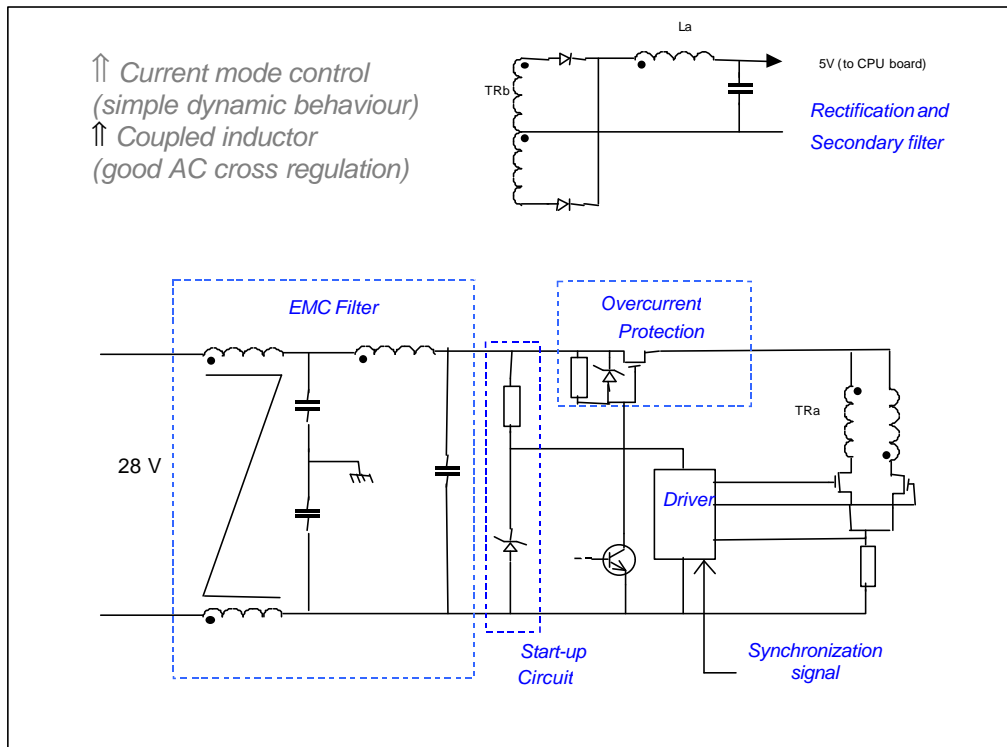 ⇑ Current mode control
(simple dynamic behaviour)
⇑ Coupled inductor
(good AC cross regulation)
La
TRb
5V (to CPU board)
Rectification and
Secondary filter
EMC Filter
Overcurrent
Protection
TRa
28 V
Driver
Start-up
Circuit
Synchronization
signal